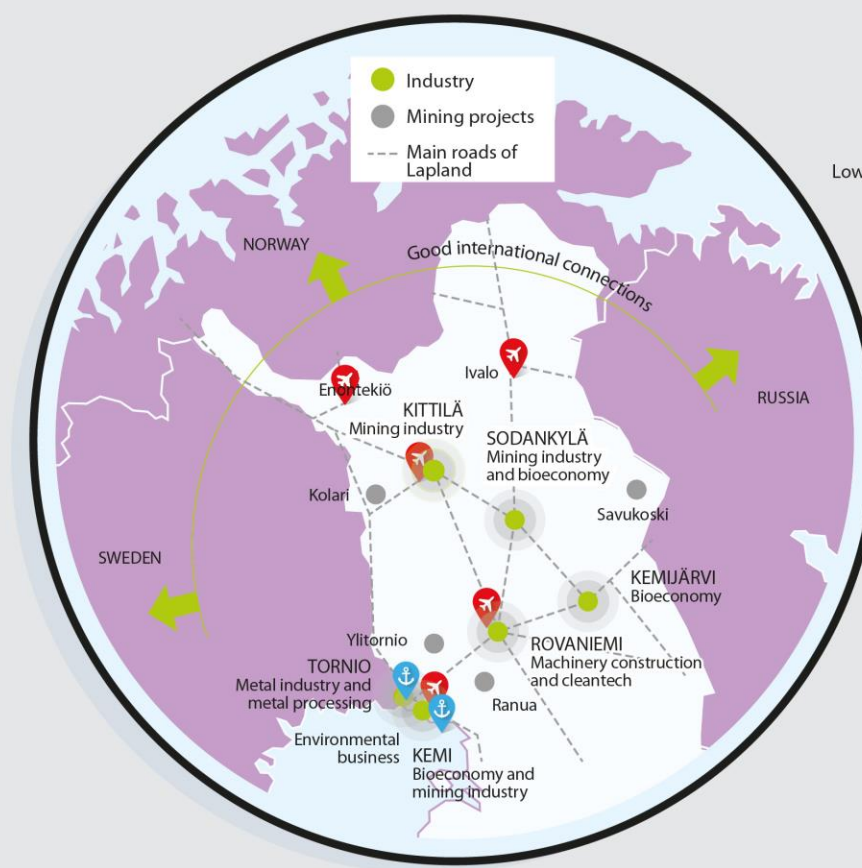 Industry
Mining projects
Main roads of
Lapland
Low
NORWAY
Good international connections
Enontekiö
Ivalo
RUSSIA
KITTILÄ
Mining industry
SODANKYLÄ
Mining industry
and bioeconomy
Kolari
Savukoski
SWEDEN
KEMIJÄRVI
Bioeconomy
Ylitornio
ROVANIEMI
Machinery construction
and cleantech
TORNIO
Metal industry and
metal processing
Ranua
Environmental
business
KEMI
Bioeconomy and
mining industry